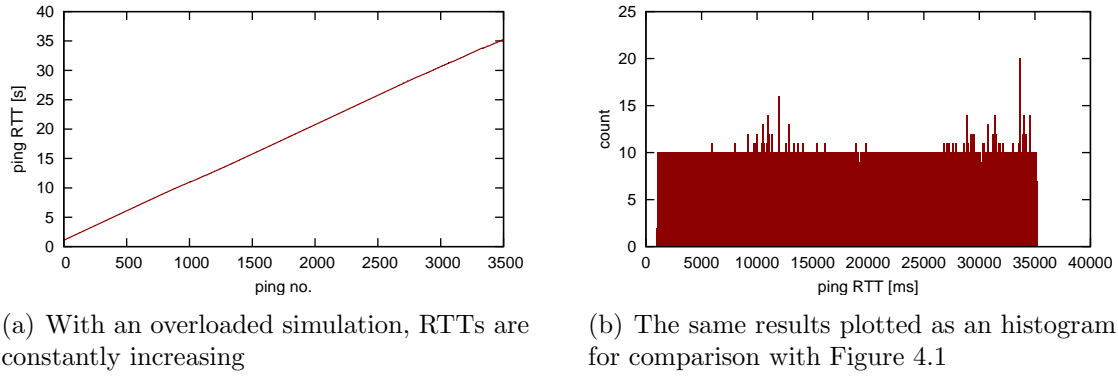 40
35
30
25
20
15
10
5
0
ping RTT [s]
0 500 1000 1500 2000 2500 3000 3500
ping no.
(a) With an overloaded simulation, RTTs are
constantly increasing
25
20
15
10
5
0
count
0 5000 10000 15000 20000 25000 30000 35000 40000
ping RTT [ms]
(b) The same results plotted as an histogram
for comparison with Figure 4.1